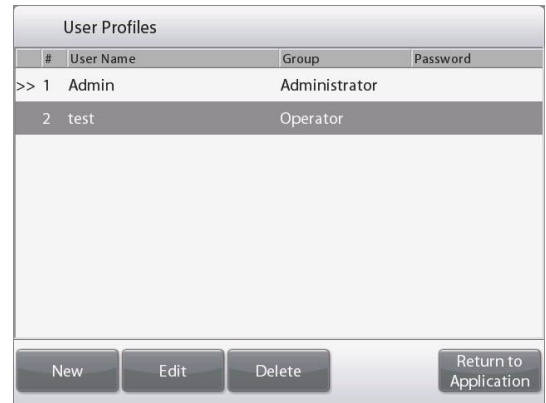 User Profiles
# User Name Group Password
>> 1 Admin Administrator
2 test Operator
New Edit Delete Return to
Application